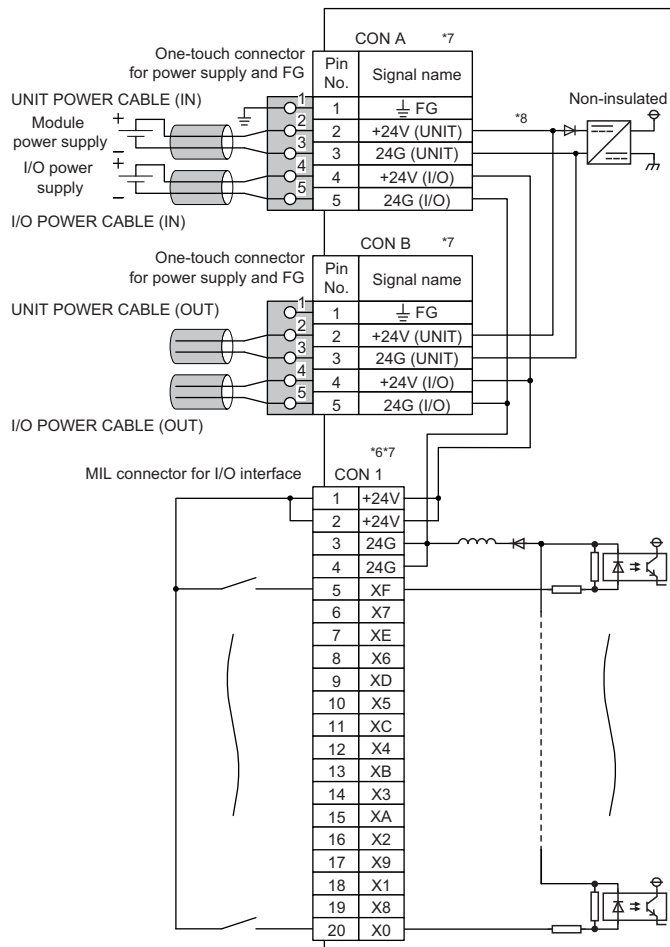 CON A *7
One-touch connector
for power supply and FG
Pin No. Signal name
UNIT POWER CABLE (IN)
Module
power supply
+
−
I/O power
supply
+
−
I/O POWER CABLE (IN)
1
2
3
4
5
1 FG
2 +24V (UNIT)
3 24G (UNIT)
4 +24V (I/O)
5 24G (I/O)
*8
Non-insulated
CON B *7
One-touch connector
for power supply and FG
Pin No. Signal name
UNIT POWER CABLE (OUT)
I/O POWER CABLE (OUT)
1
2
3
4
5
1 FG
2 +24V (UNIT)
3 24G (UNIT)
4 +24V (I/O)
5 24G (I/O)
*6*7
MIL connector for I/O interface
CON 1
1 +24V
2 +24V
3 24G
4 24G
5 XF
6 X7
7 XE
8 X6
9 XD
10 X5
11 XC
12 X4
13 XB
14 X3
15 XA
16 X2
17 X9
18 X1
19 X8
20 X0